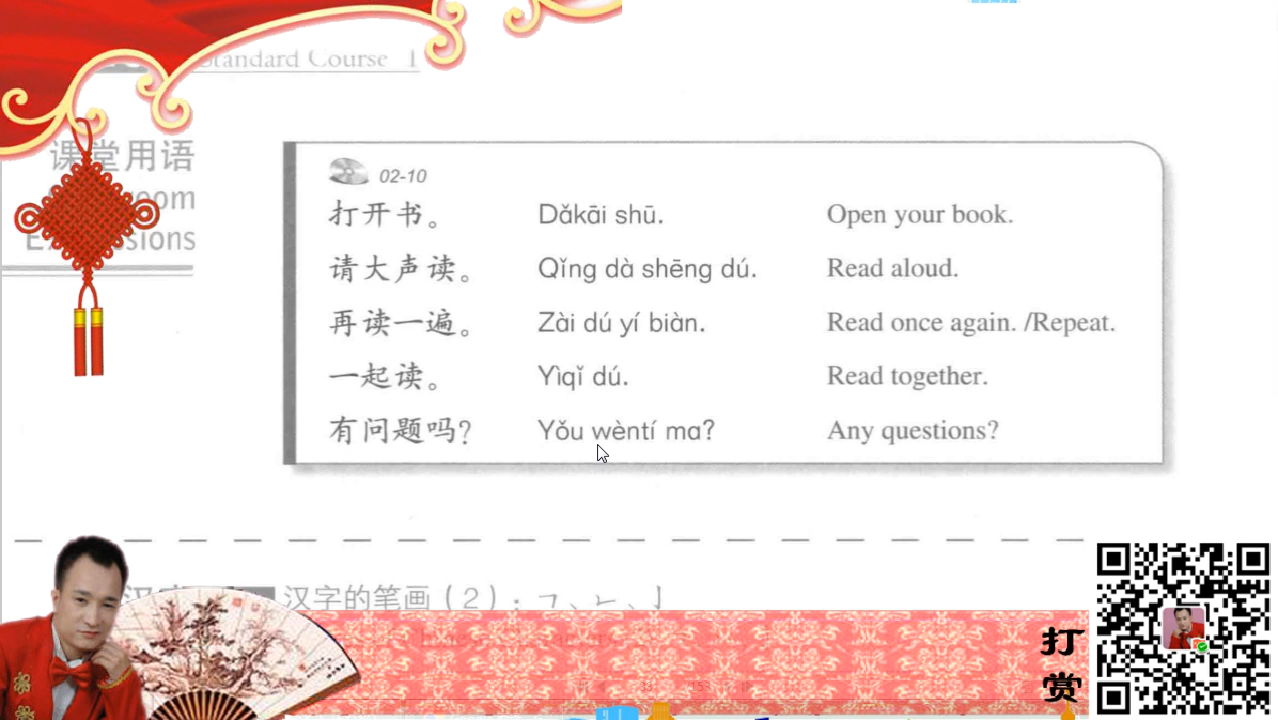 Standard Course 1
课堂用语
02-10
打开书。 Dǎkāi shū. Open your book.
请大声读。 Qǐng dà shēng dú. Read aloud.
再读一遍。 Zài dú yí biàn. Read once again. /Repeat.
一起读。 Yìqǐ dú. Read together.
有问题吗？ Yǒu wèntí ma? Any questions?
汉字的笔画（2）：
打
赏